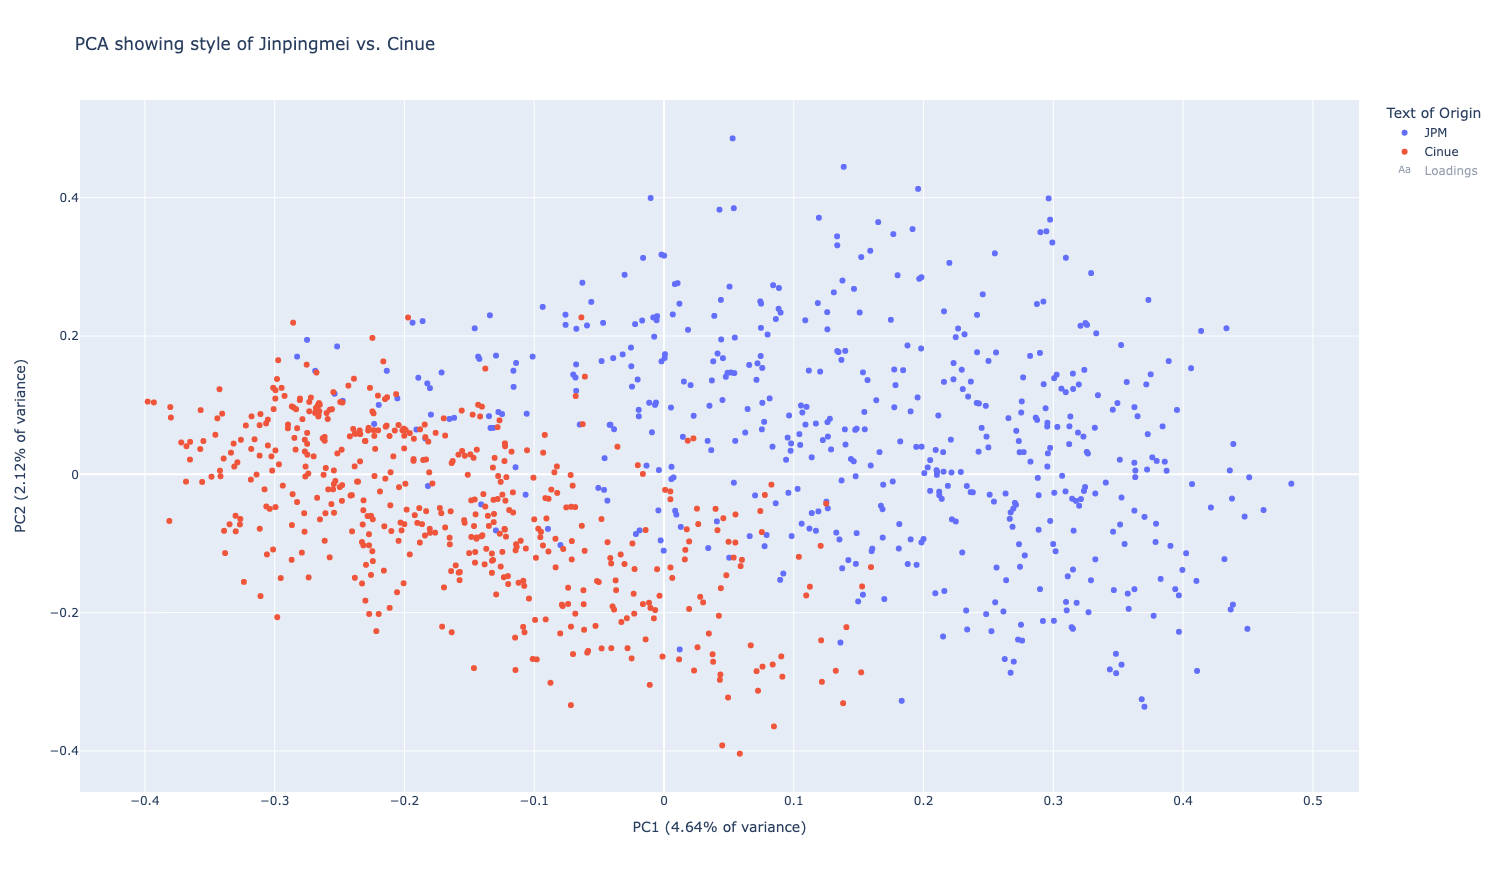 PCA showing style of Jinpingmei vs. Cinue
Text of Origin
JPM
Cinue
Aa Loadings
0.4
0.2
0
−0.2
−0.4
PC2 (2.12% of variance)
−0.4 −0.3 −0.2 −0.1 0 0.1 0.2 0.3 0.4 0.5
PC1 (4.64% of variance)